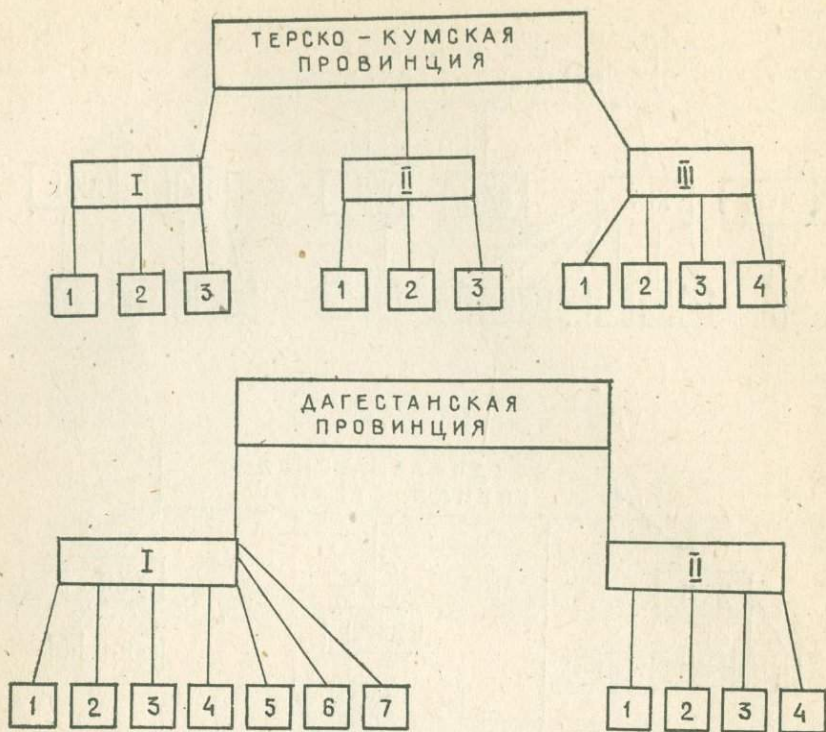 ТЕРСКО – КУМСКАЯ
ПРОВИНЦИЯ
I II III
1 2 3 1 2 3 1 2 3 4
ДАГЕСТАНСКАЯ
ПРОВИНЦИЯ
I II
1 2 3 4 5 6 7 1 2 3 4